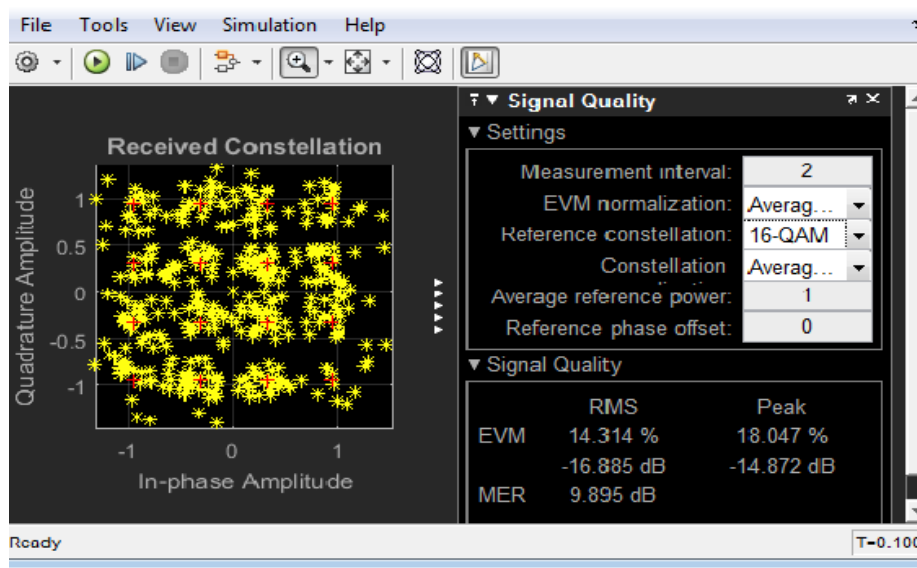 File Tools View Simulation Help
Signal Quality
Settings
Received Constellation
Quadrature Amplitude
1
0.5
0
-0.5
-1
-1 0 1
In-phase Amplitude
Measurement interval: 2
EVM normalization: Averag...
Reference constellation: 16-QAM
Constellation Averag...
Average reference power: 1
Reference phase offset: 0
Signal Quality
RMS Peak
EVM 14.314 % 18.047 %
-16.885 dB -14.872 dB
MER 9.895 dB
Ready T=0.100